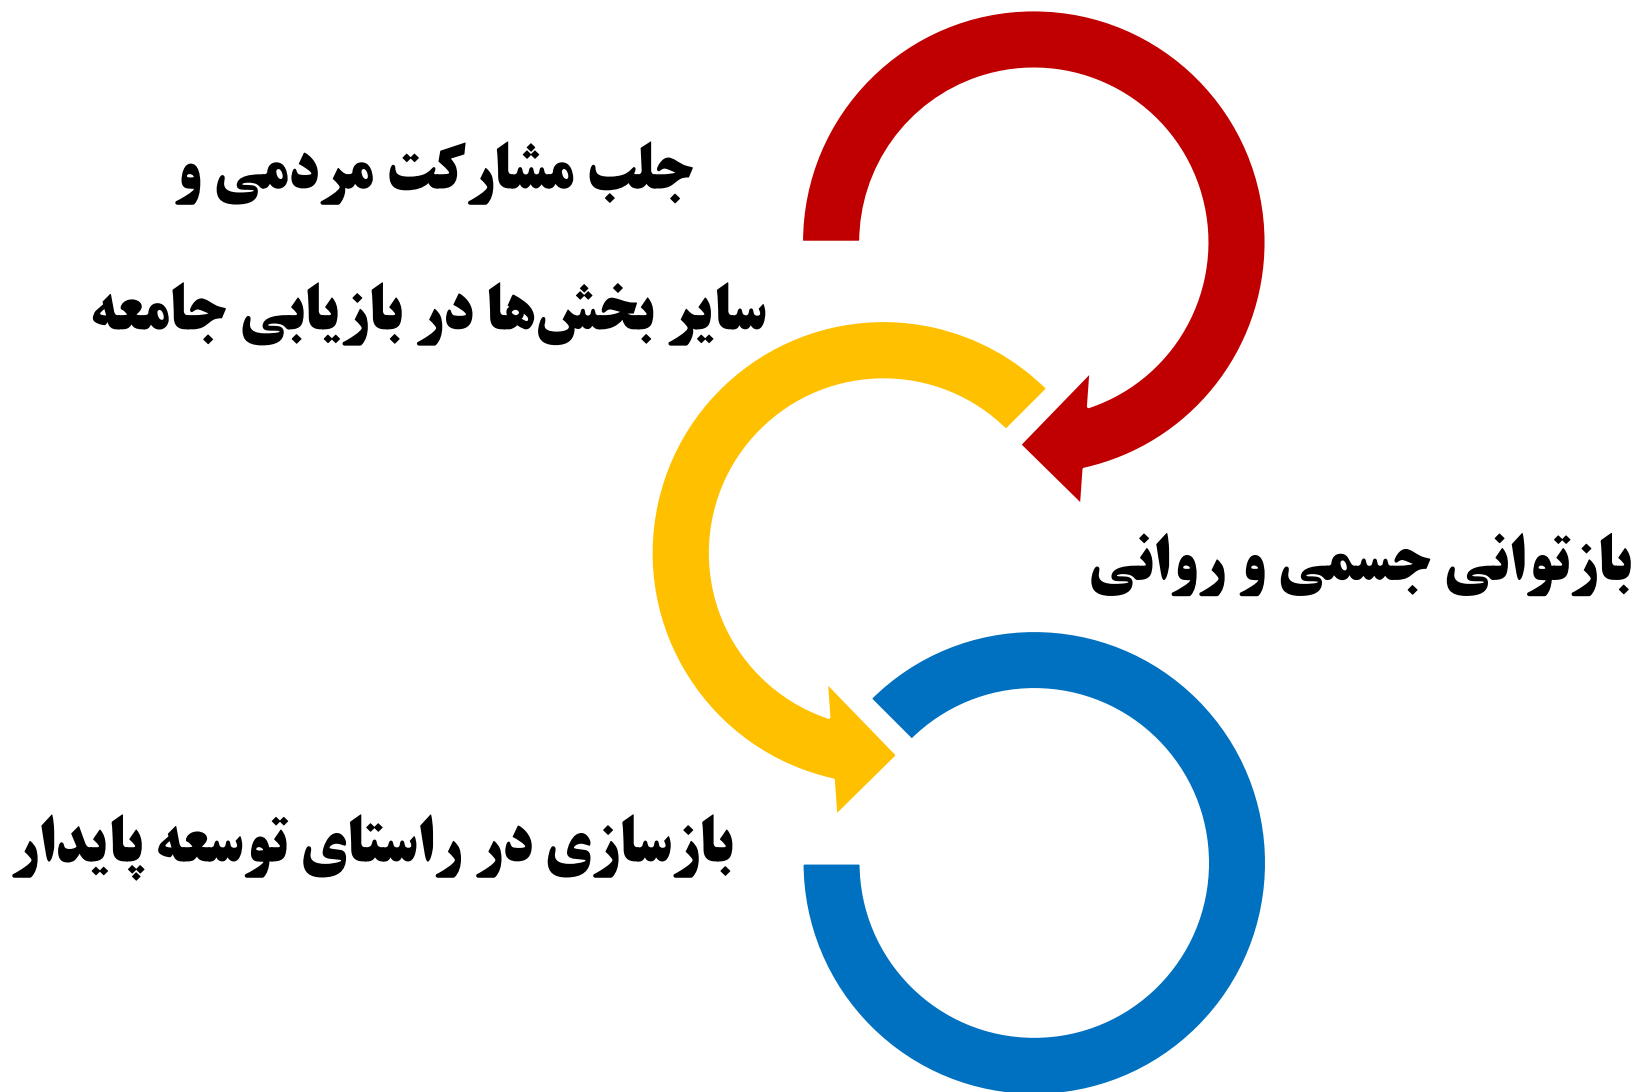 جلب مشارکت مردمی و
سایر بخش‌ها در بازیابی جامعه
بازتوانی جسمی و روانی
بازسازی در راستای توسعه پایدار